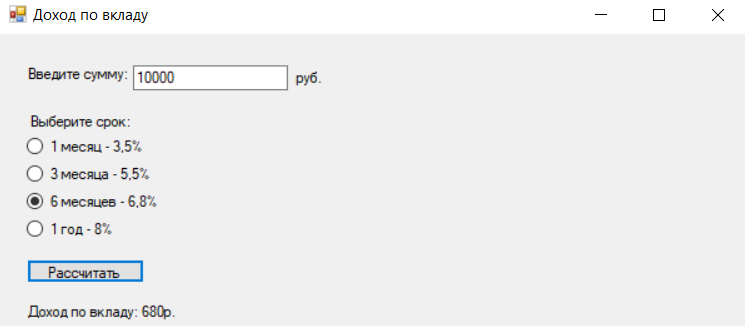 Доход по вкладу
Введите сумму: 10000 руб.
Выберите срок:
1 месяц - 3,5%
3 месяца - 5,5%
6 месяцев - 6,8%
1 год - 8%
Рассчитать
Доход по вкладу: 680р.